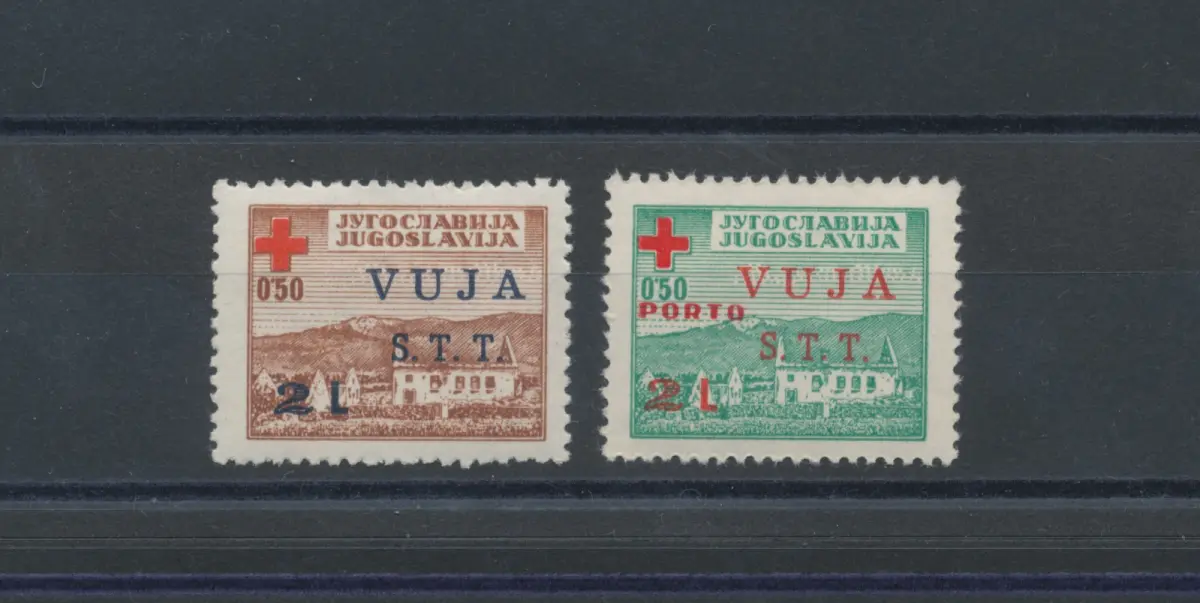 ЈУГОСЛАВИЈА
JUGOSLAVIJA
0'50
VUJA
S.T.T.
2 L
ЈУГОСЛАВИЈА
JUGOSLAVIJA
0'50
VUJA
PORTO
S.T.T.
2 L